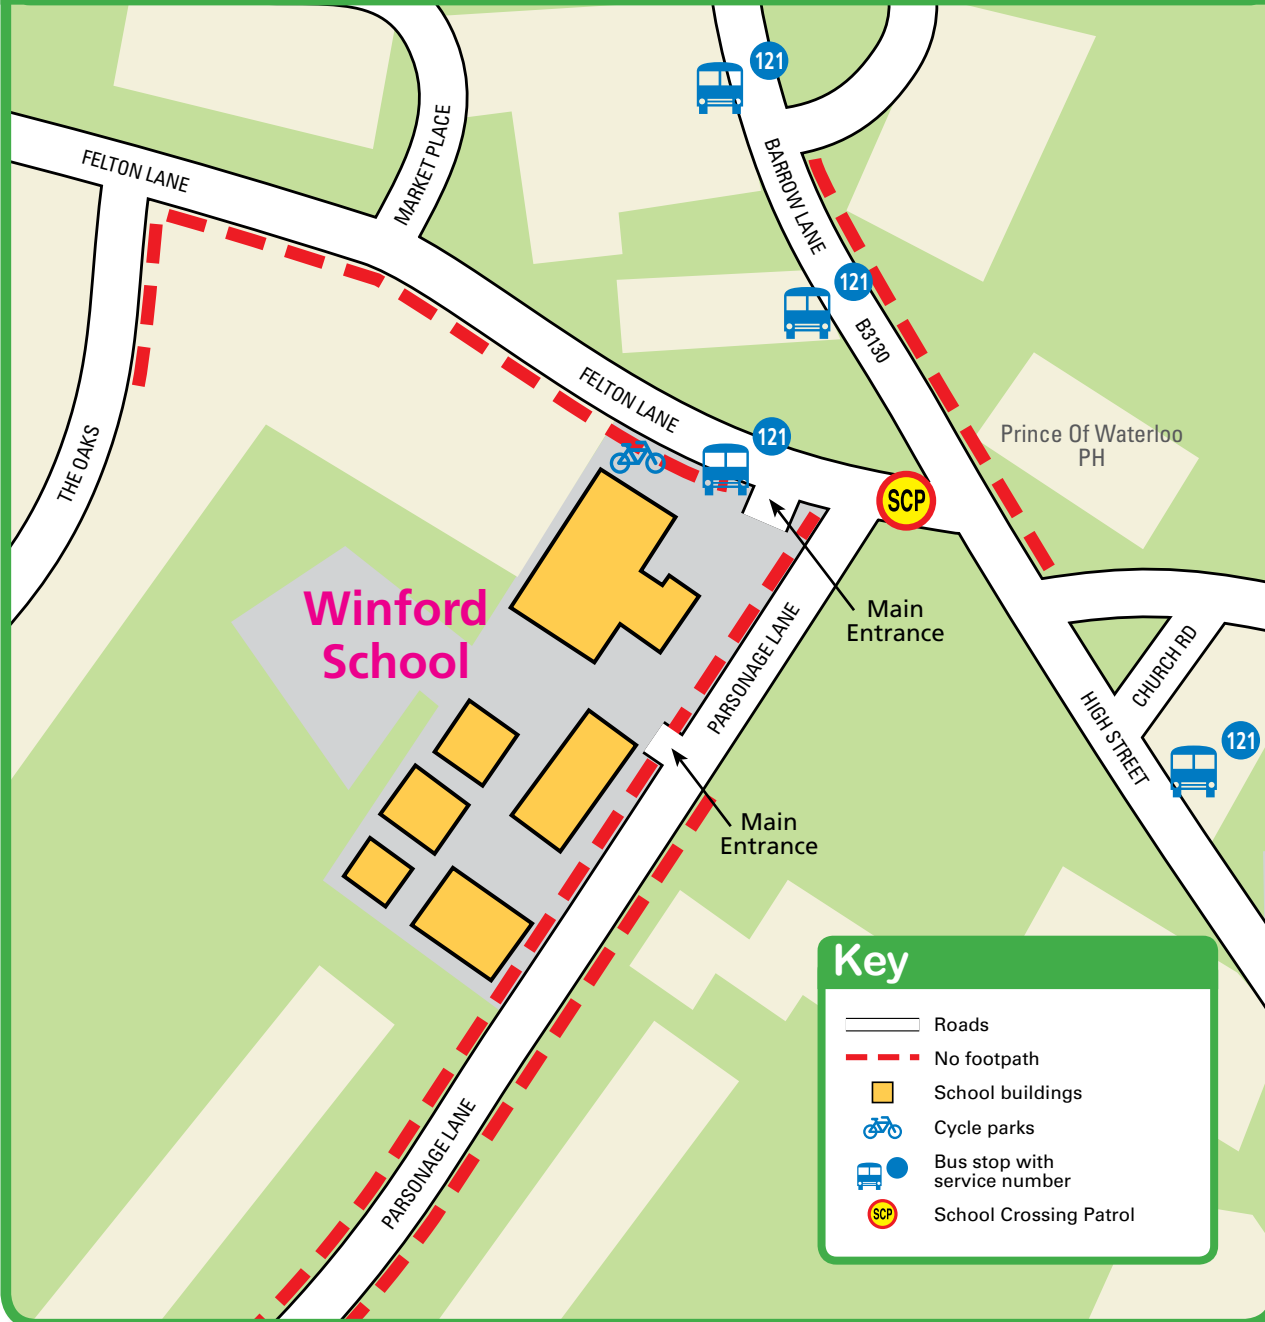 121
FELTON LANE
MARKET PLACE
BARROW LANE
121
B3130
FELTON LANE
121
Prince Of Waterloo
PH
THE OAKS
SCP
Winford
School
Main
Entrance
PARSONAGE LANE
CHURCH RD
HIGH STREET
121
Main
Entrance
PARSONAGE LANE
Key
Roads
No footpath
School buildings
Cycle parks
Bus stop with
service number
SCP School Crossing Patrol